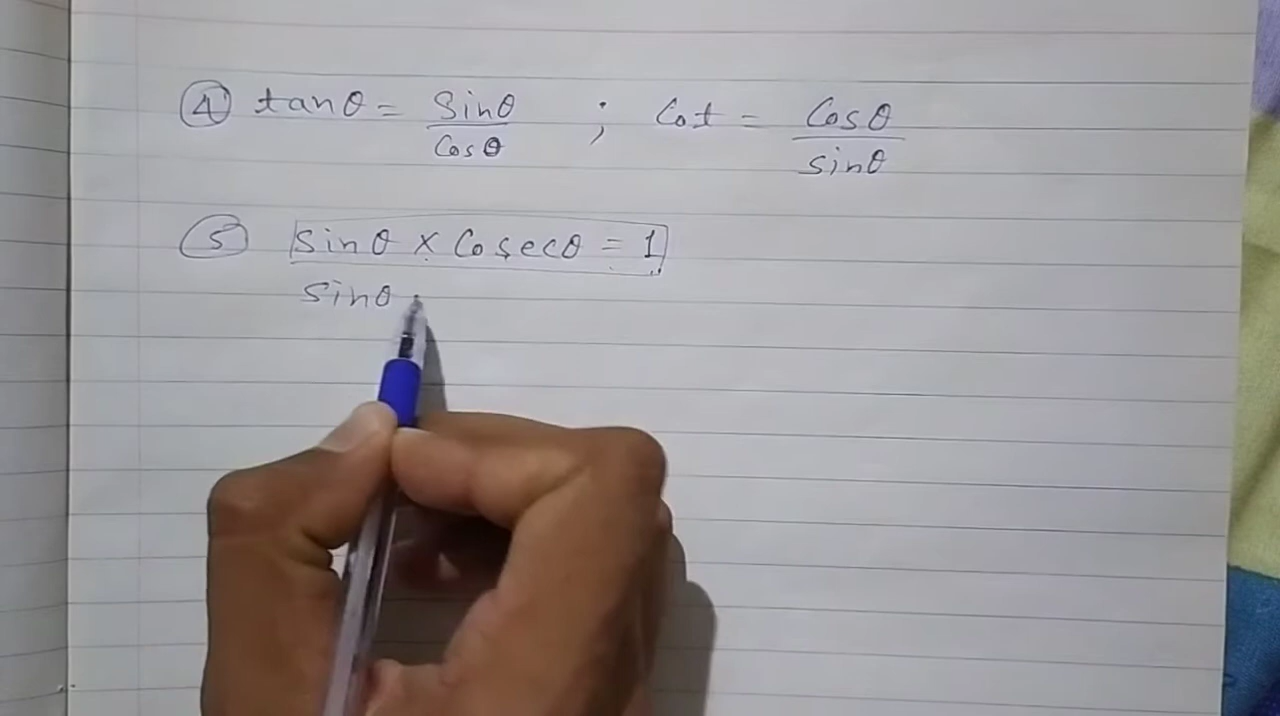 ④ tanθ = Sinθ / Cosθ ; Cot = Cosθ / sinθ
⑤ sinθ × Cosecθ = 1
Sinθ